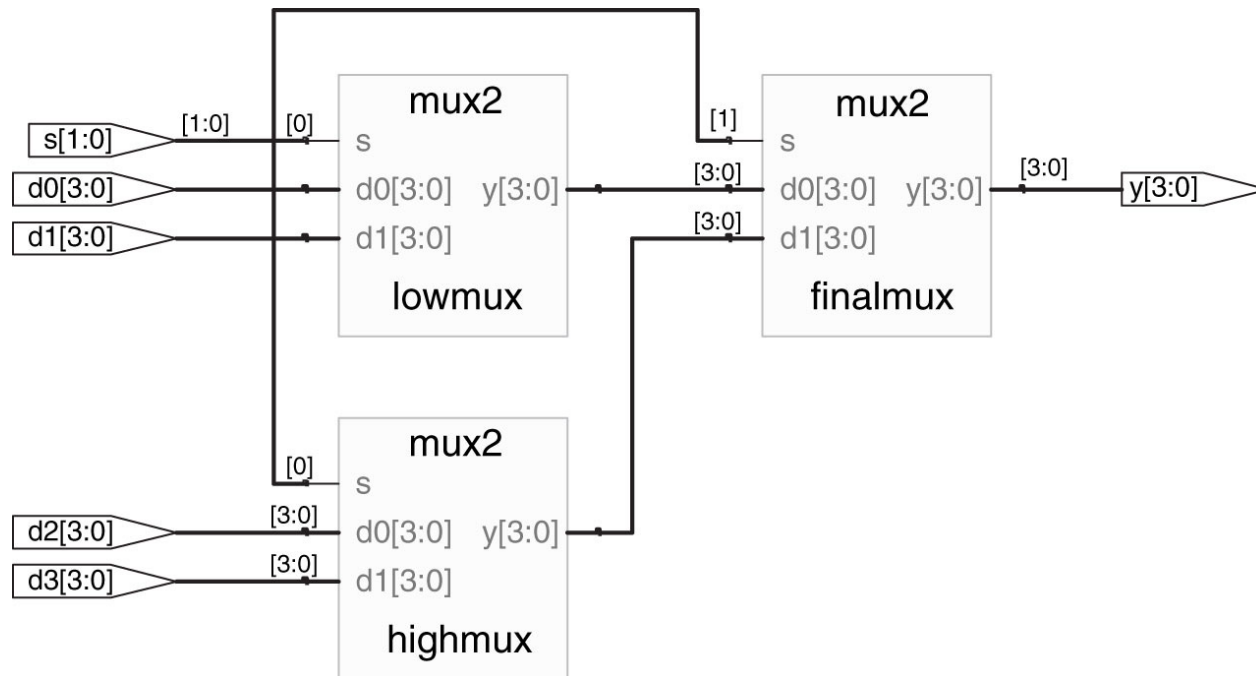 mux2
mux2
[1:0]
[0]
[1]
s[1:0]
s
s
[3:0]
[3:0]
d0[3:0]
d0[3:0]
y[3:0]
d0[3:0]
y[3:0]
y[3:0]
[3:0]
d1[3:0]
d1[3:0]
d1[3:0]
lowmux
finalmux
mux2
[0]
s
[3:0]
d2[3:0]
d0[3:0]
y[3:0]
[3:0]
d3[3:0]
d1[3:0]
highmux